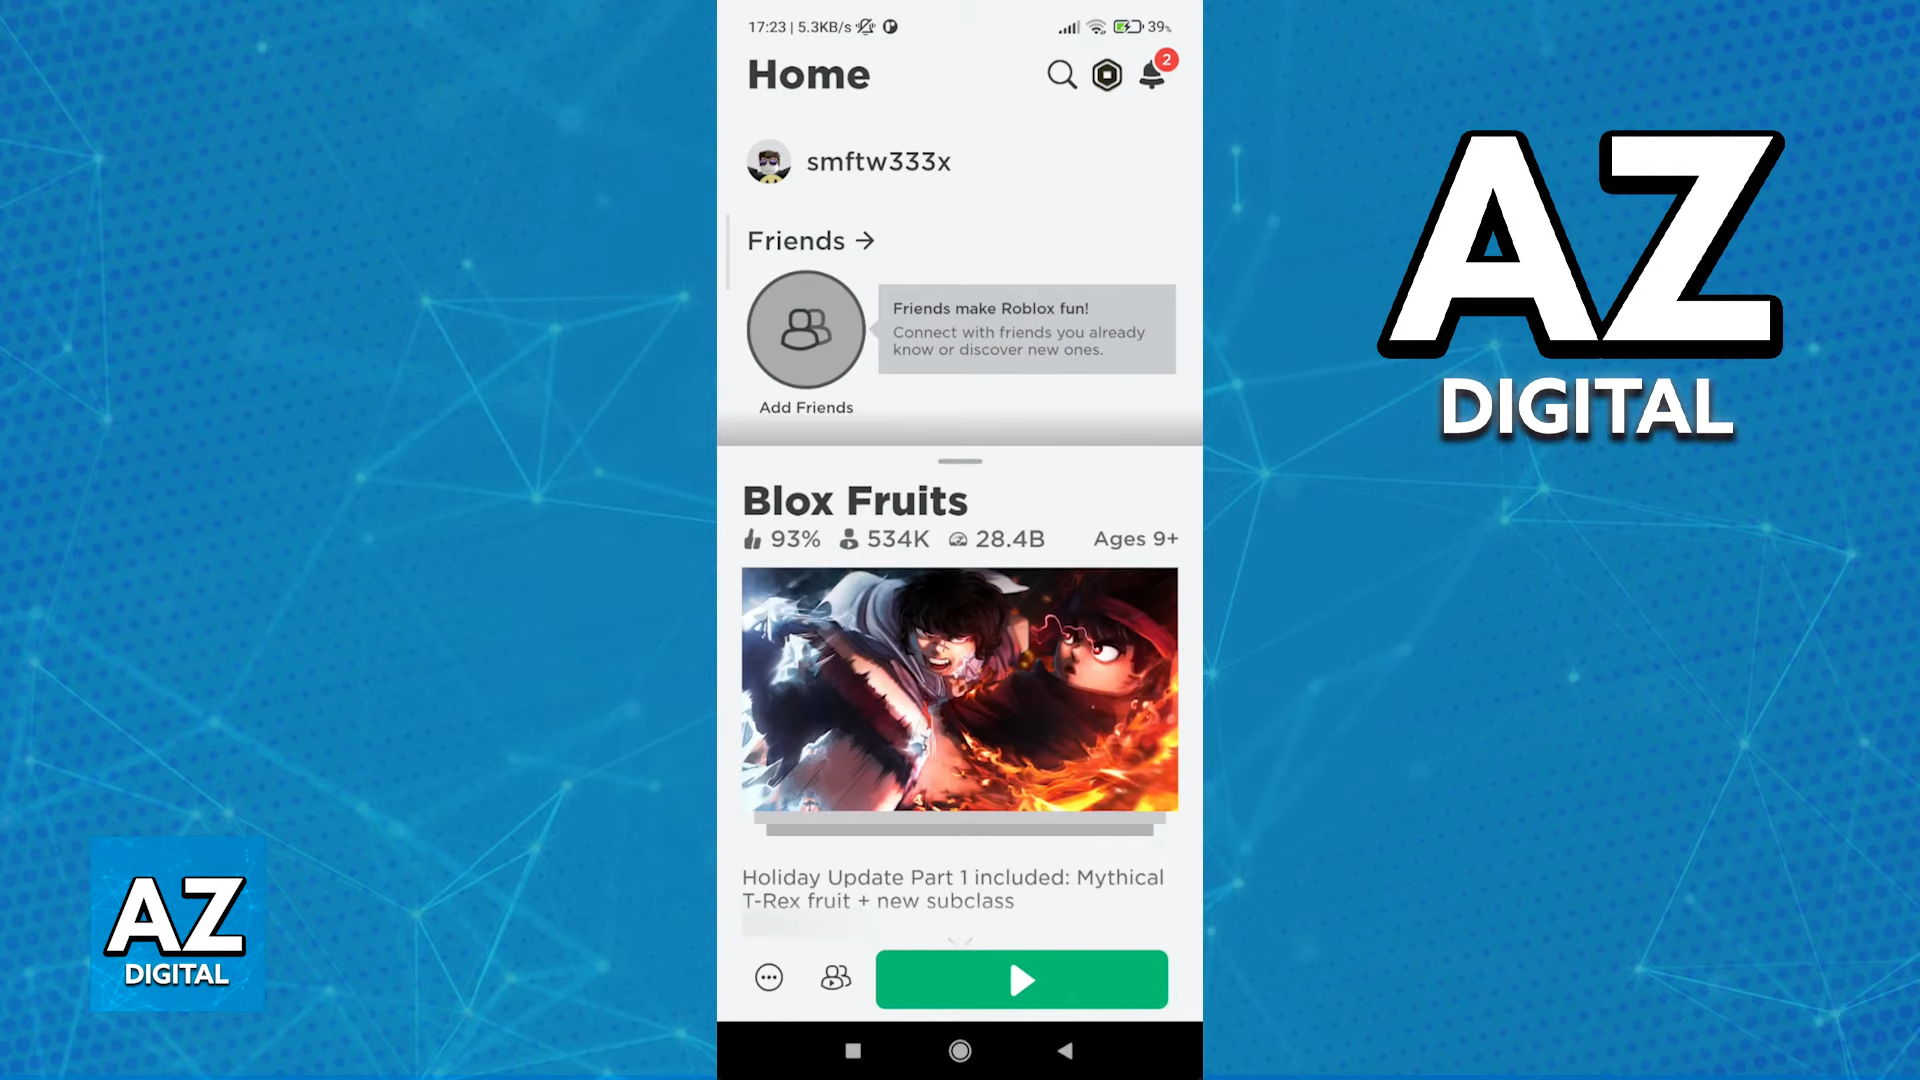 17:23 | 5.3KB/s
39%
Home
2
smftw333x
Friends →
Friends make Roblox fun!
Connect with friends you already
know or discover new ones.
Add Friends
Blox Fruits
93% 534K 28.4B Ages 9+
Holiday Update Part 1 included: Mythical
T-Rex fruit + new subclass
AZ
DIGITAL
AZ
DIGITAL